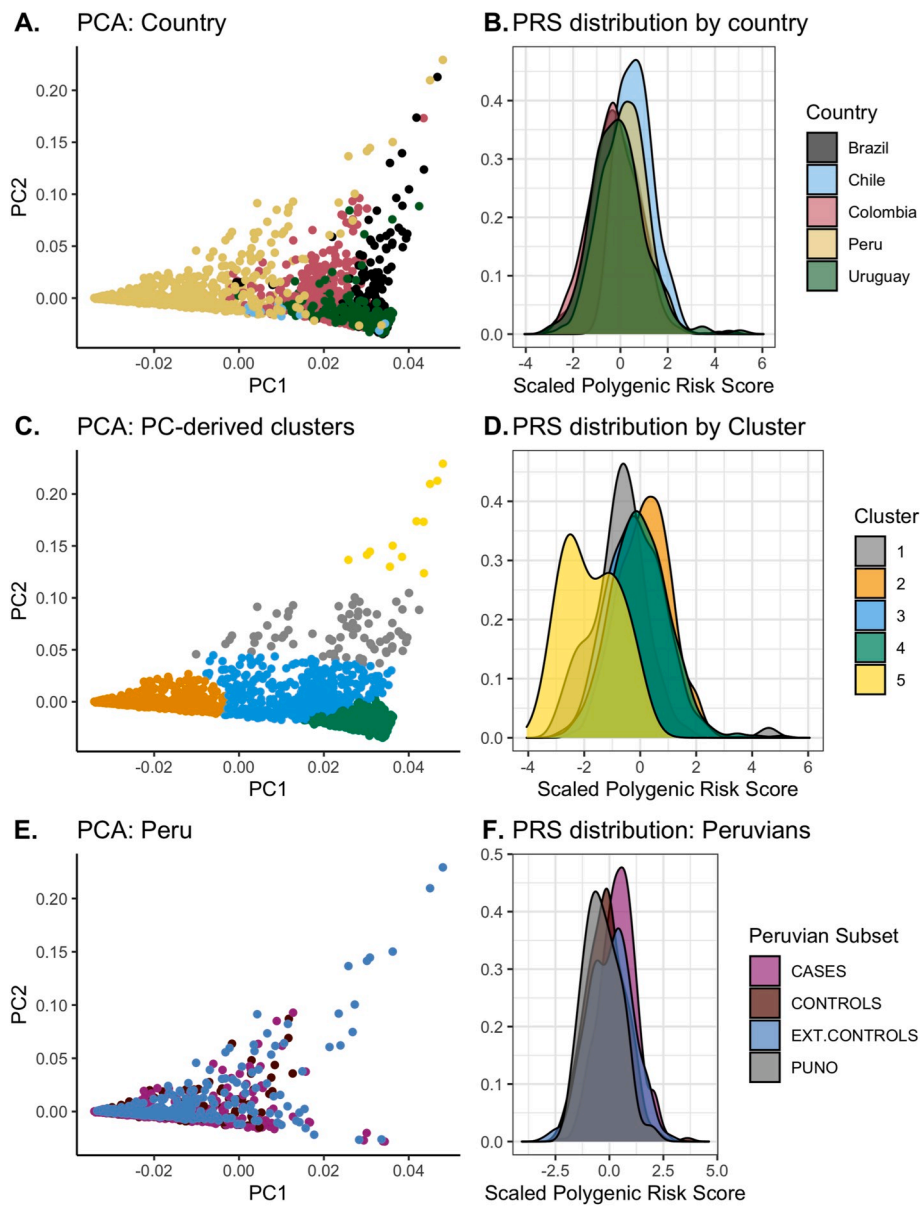 A. PCA: Country
0.20
0.15
0.10
0.05
0.00
PC2
-0.02 0.00 0.02 0.04
PC1
B. PRS distribution by country
0.4
0.3
0.2
0.1
0.0
-4 -2 0 2 4 6
Scaled Polygenic Risk Score
Country
Brazil
Chile
Colombia
Peru
Uruguay
C. PCA: PC-derived clusters
0.20
0.15
0.10
0.05
0.00
PC2
-0.02 0.00 0.02 0.04
PC1
D. PRS distribution by Cluster
0.4
0.3
0.2
0.1
0.0
-4 -2 0 2 4 6
Scaled Polygenic Risk Score
Cluster
1
2
3
4
5
E. PCA: Peru
0.20
0.15
0.10
0.05
0.00
PC2
-0.02 0.00 0.02 0.04
PC1
F. PRS distribution: Peruvians
0.5
0.4
0.3
0.2
0.1
0.0
-2.5 0.0 2.5 5.0
Scaled Polygenic Risk Score
Peruvian Subset
CASES
CONTROLS
EXT.CONTROLS
PUNO